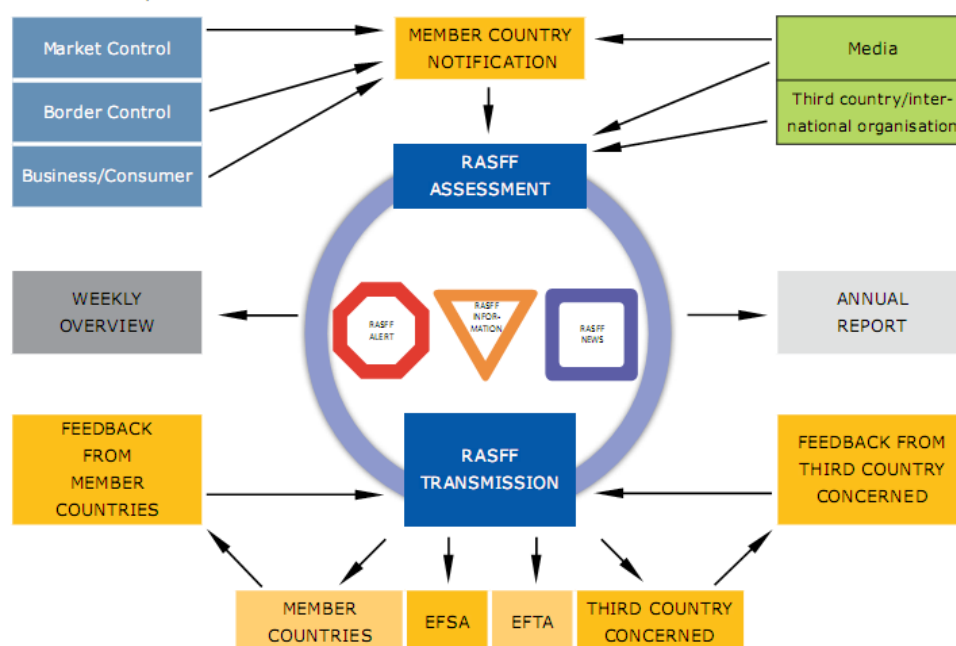 Market Control
Border Control
Business/Consumer
MEMBER COUNTRY
NOTIFICATION
Media
Third country/inter-
national organisation
RASFF
ASSESSMENT
WEEKLY
OVERVIEW
RASFF
ALERT
RASFF
INFOR-
MATION
RASFF
NEWS
ANNUAL
REPORT
FEEDBACK
FROM
MEMBER
COUNTRIES
RASFF
TRANSMISSION
FEEDBACK FROM
THIRD COUNTRY
CONCERNED
MEMBER
COUNTRIES
EFSA
EFTA
THIRD COUNTRY
CONCERNED